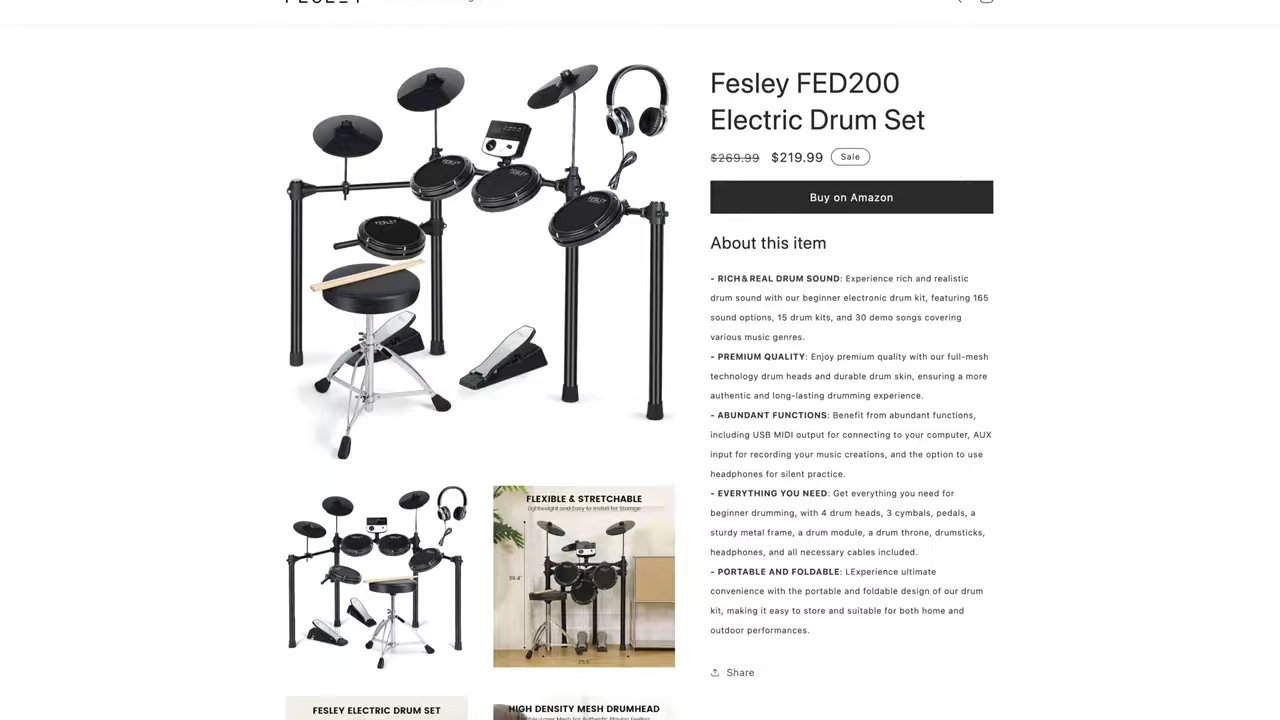 Fesley FED200
Electric Drum Set
$269.99 $219.99 Sale
Buy on Amazon
About this item
- RICH&REAL DRUM SOUND: Experience rich and realistic
drum sound with our beginner electronic drum kit, featuring 165
sound options, 15 drum kits, and 30 demo songs covering
various music genres.
- PREMIUM QUALITY: Enjoy premium quality with our full-mesh
technology drum heads and durable drum skin, ensuring a more
authentic and long-lasting drumming experience.
- ABUNDANT FUNCTIONS: Benefit from abundant functions,
including USB MIDI output for connecting to your computer, AUX
input for recording your music creations, and the option to use
headphones for silent practice.
- EVERYTHING YOU NEED: Get everything you need for
beginner drumming, with 4 drum heads, 3 cymbals, pedals, a
sturdy metal frame, a drum module, a drum throne, drumsticks,
headphones, and all necessary cables included.
- PORTABLE AND FOLDABLE: LExperience ultimate
convenience with the portable and foldable design of our drum
kit, making it easy to store and suitable for both home and
outdoor performances.
Share
FESLEY
FESLEY
FESLEY
FESLEY
FLEXIBLE & STRETCHABLE
Lightweight and Easy to Install for Storage
39.4"
25.5"
FESLEY ELECTRIC DRUM SET
HIGH DENSITY MESH DRUMHEAD